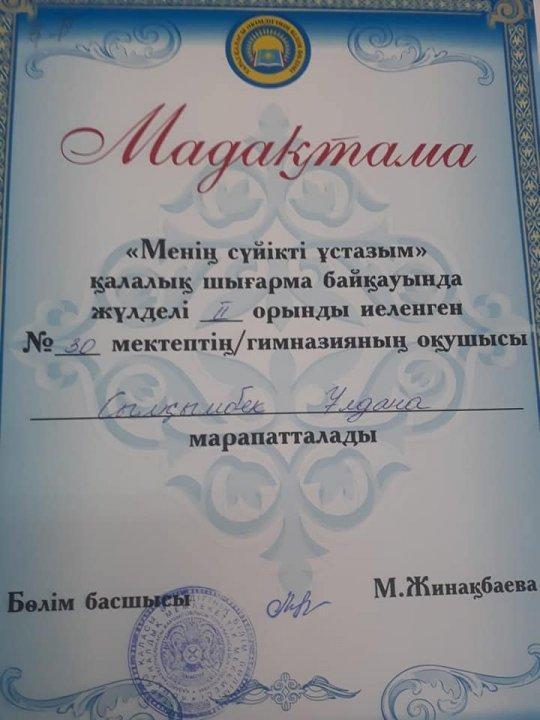 Мадақтама
«Менің сүйікті ұстазым»
қалалық шығарма байқауында
жүлделі II орынды иеленген
№ 30 мектептің/гимназияның оқушысы
Ұлдана
марапатталады
Бөлім басшысы
М.Жинақбаева